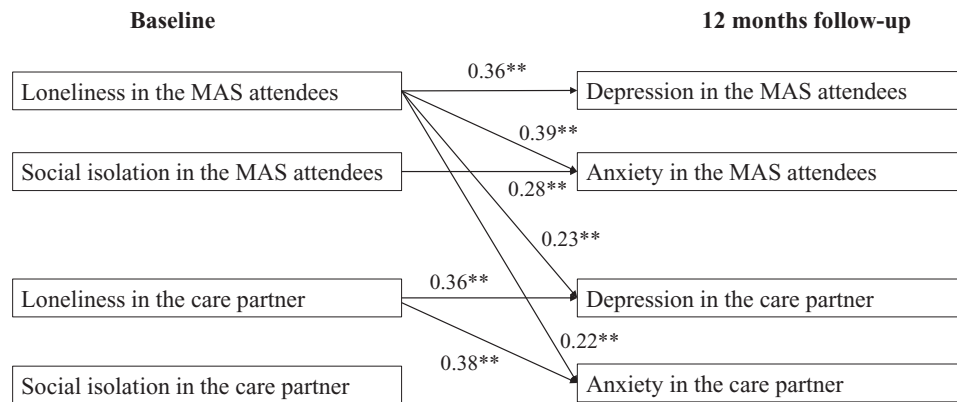 Baseline 12 months follow-up
0.36**
Loneliness in the MAS attendees Depression in the MAS attendees
0.39**
Social isolation in the MAS attendees Anxiety in the MAS attendees
0.28**
0.23**
0.36**
Loneliness in the care partner Depression in the care partner
0.22**
0.38**
Social isolation in the care partner Anxiety in the care partner